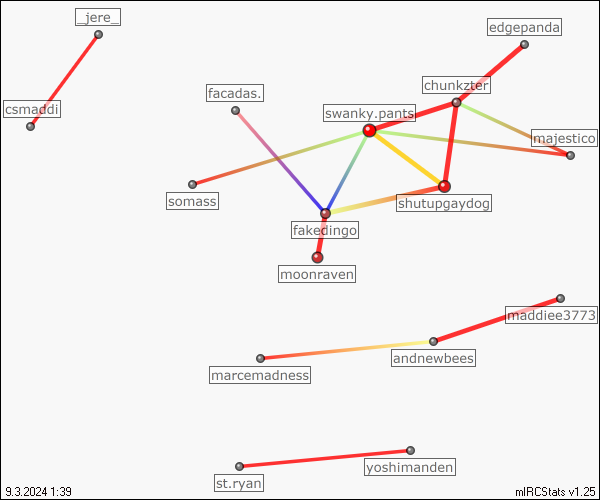 _jere_
edgepanda
chunkzter
facadas.
csmaddi
swanky.pants
majestico
somass
shutupgaydog
fakedingo
moonraven
maddiee3773
andnewbees
marcemadness
yoshimanden
st.ryan
9.3.2024 1:39
mIRCStats v1.25